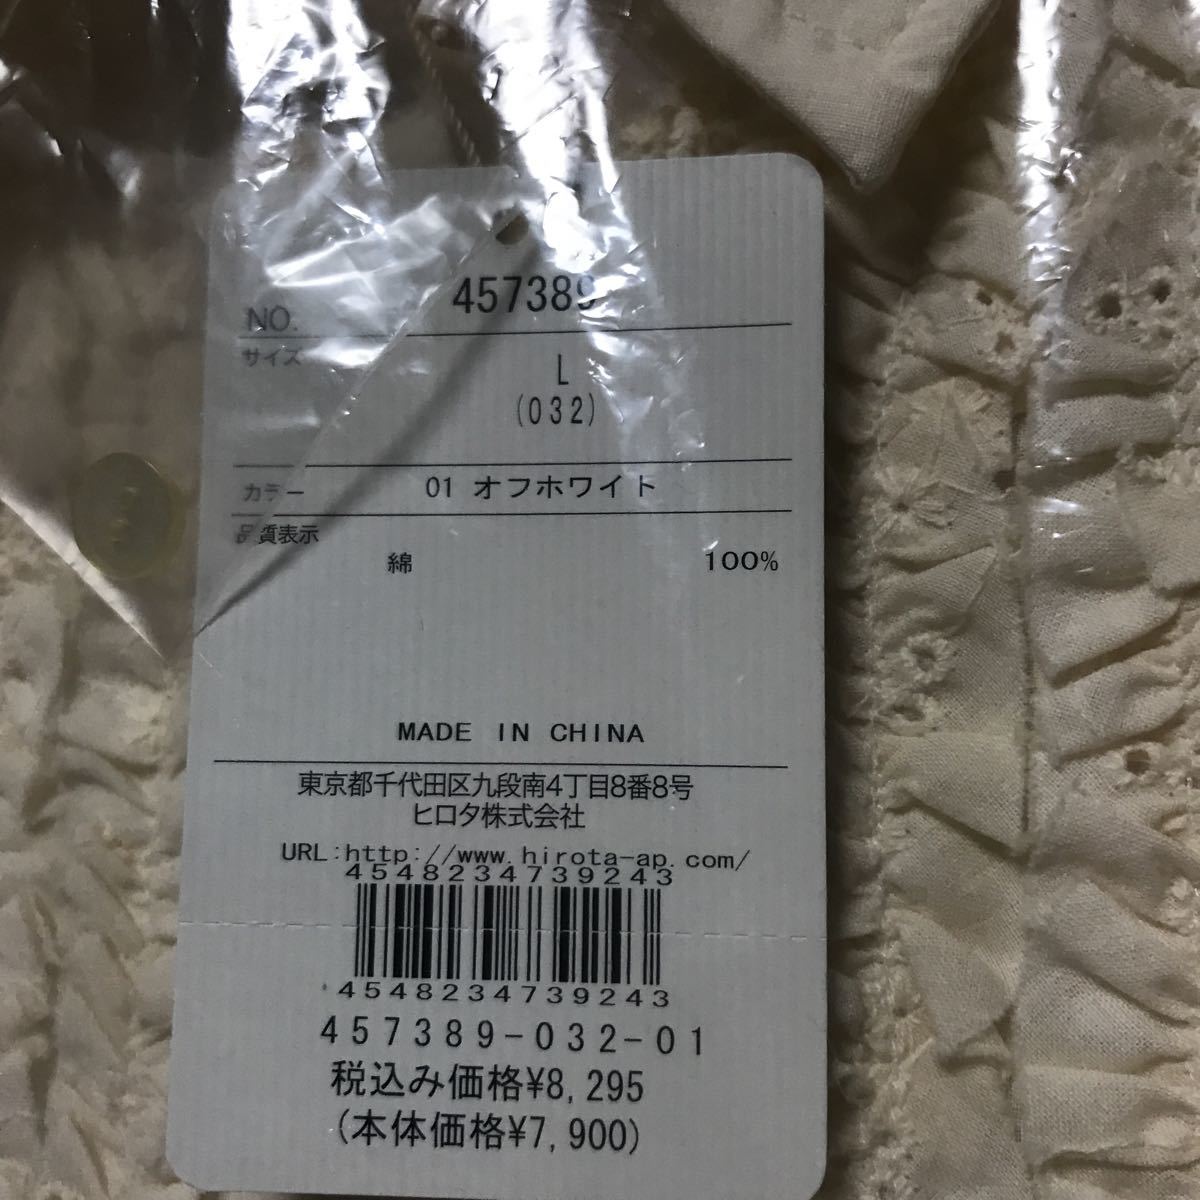 NO. 457389
サイズ L
(032)
カラー 01 オフホワイト
品質表示
綿 100%
MADE IN CHINA
東京都千代田区九段南4丁目8番8号
ヒロタ株式会社
URL:http://www.hirota-ap.com/
4548234739243
4548234739243
457389-032-01
税込み価格¥8,295
(本体価格¥7,900)